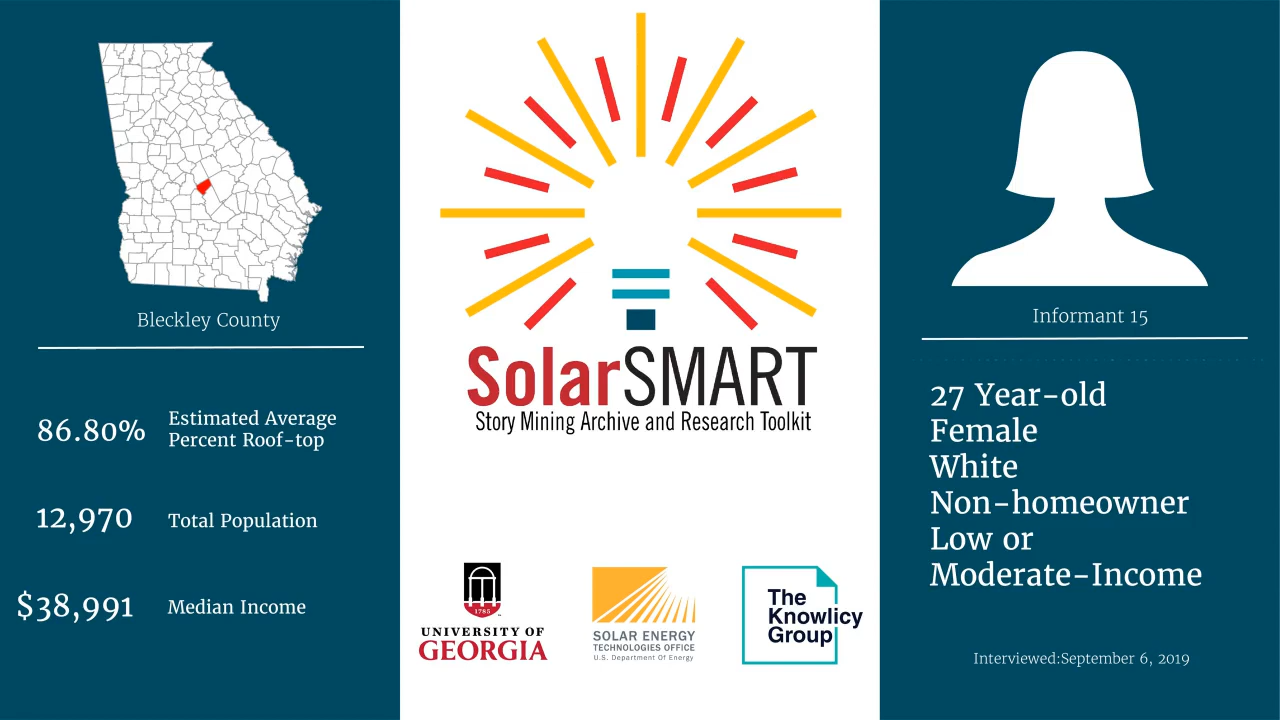 Bleckley County
86.80%
Estimated Average
Percent Roof-top
12,970
Total Population
$38,991
Median Income
SolarSMART
Story Mining Archive and Research Toolkit
1785
UNIVERSITY OF
GEORGIA
SOLAR ENERGY
TECHNOLOGIES OFFICE
U.S. Department Of Energy
The
Knowlicy
Group
Informant 15
27 Year-old
Female
White
Non-homeowner
Low or
Moderate-Income
Interviewed:September 6, 2019